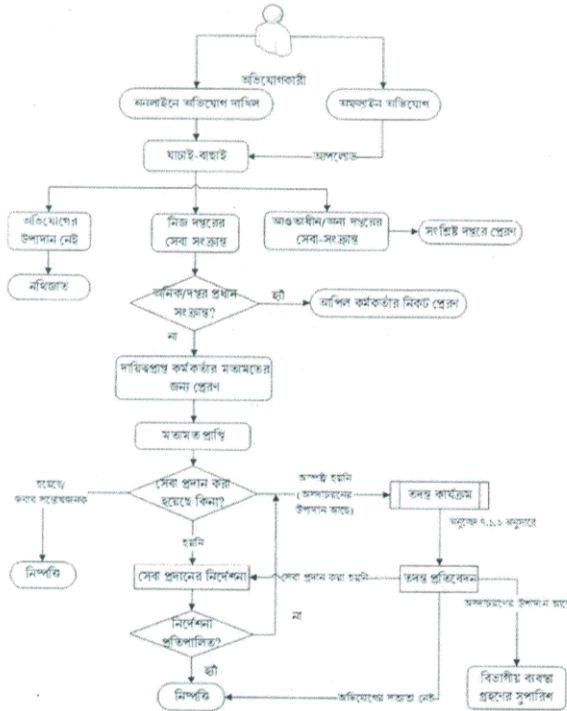 অভিযোগকারী
অনলাইনে অভিযোগ দাখিল
অফলাইন অভিযোগ
যাচাই-বাছাই
আপলোড
অভিযোগের
উপাদান নেই
নিজ দপ্তরের
সেবা সংক্রান্ত
আওতাধীন/অন্য দপ্তরের
সেবা-সংক্রান্ত
সংশ্লিষ্ট দপ্তরে প্রেরণ
নথিজাত
অনিক/দপ্তর প্রধান
সংক্রান্ত?
হ্যাঁ
আপিল কর্মকর্তার নিকট প্রেরণ
না
দায়িত্বপ্রাপ্ত কর্মকর্তার মতামতের
জন্য প্রেরণ
মতামত প্রাপ্তি
হয়েছে/
জবাব সন্তোষজনক
সেবা প্রদান করা
হয়েছে কিনা?
অস্পষ্ট/হয়নি
(অসদাচরণের
উপাদান আছে)
তদন্ত কার্যক্রম
অনুচ্ছেদ ৭.১.১ অনুসারে
হয়নি
নিষ্পত্তি
সেবা প্রদানের নির্দেশনা
সেবা প্রদান করা হয়নি
তদন্ত প্রতিবেদন
অসদাচরণের উপাদান আছে
নির্দেশনা
প্রতিপালিত?
না
হ্যাঁ
নিষ্পত্তি
অভিযোগের সত্যতা নেই
বিভাগীয় ব্যবস্থা
গ্রহণের সুপারিশ